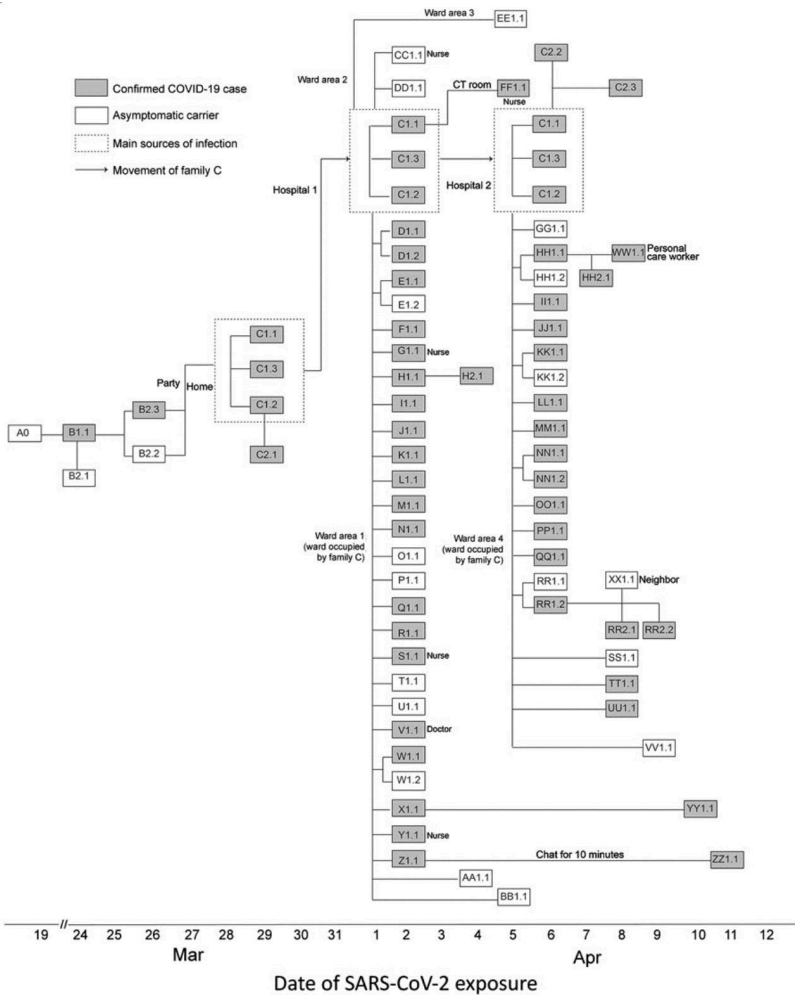 Ward area 3
EE1.1
CC1.1 Nurse
C2.2
Ward area 2
DD1.1
CT room
FF1.1
Nurse
C2.3
Confirmed COVID-19 case
Asymptomatic carrier
Main sources of infection
Movement of family C
Hospital 1
C1.1
C1.3
C1.2
Hospital 2
C1.1
C1.3
C1.2
D1.1
D1.2
E1.1
E1.2
F1.1
G1.1 Nurse
H1.1 H2.1
I1.1
J1.1
K1.1
L1.1
M1.1
N1.1
Ward area 1
(ward occupied
by family C)
O1.1
P1.1
Q1.1
R1.1
S1.1 Nurse
T1.1
U1.1
V1.1 Doctor
W1.1
W1.2
X1.1 YY1.1
Y1.1 Nurse
Z1.1 Chat for 10 minutes ZZ1.1
AA1.1
BB1.1
GG1.1
HH1.1 WW1.1 Personal
care worker
HH1.2 HH2.1
II1.1
JJ1.1
KK1.1
KK1.2
LL1.1
MM1.1
NN1.1
NN1.2
OO1.1
PP1.1
Ward area 4
(ward occupied
by family C)
QQ1.1
RR1.1 XX1.1 Neighbor
RR1.2
RR2.1 RR2.2
SS1.1
TT1.1
UU1.1
VV1.1
Party
Home
C1.1
C1.3
C1.2
C2.1
A0 B1.1 B2.3
B2.1 B2.2
19 // 24 25 26 27 28 29 30 31 1 2 3 4 5 6 7 8 9 10 11 12
Mar Apr
Date of SARS-CoV-2 exposure